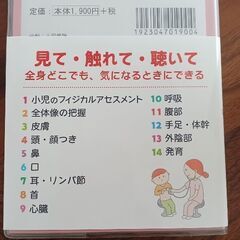 定価：本体1,900円＋税
1923047019004
見て・触れて・聴いて
全身どこでも、気になるときにできる
1 小児のフィジカルアセスメント
2 全体像の把握
3 皮膚
4 頭・顔つき
5 鼻
6 口
7 耳・リンパ節
8 首
9 心臓
10 呼吸
11 腹部
12 手足・体幹
13 外陰部
14 発育